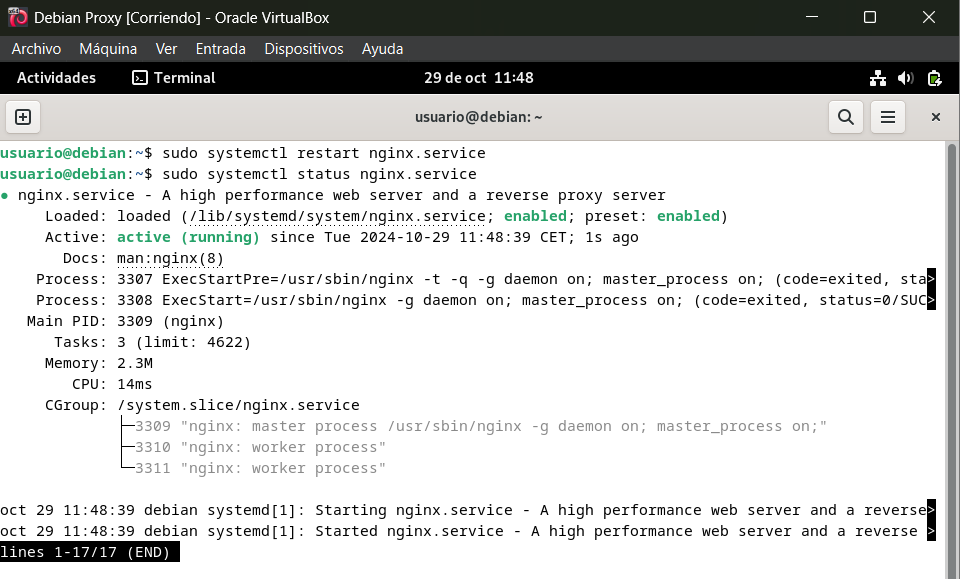 Debian Proxy [Corriendo] - Oracle VirtualBox
Archivo Máquina Ver Entrada Dispositivos Ayuda
Actividades Terminal 29 de oct 11:48
usuario@debian: ~
usuario@debian:~$ sudo systemctl restart nginx.service
usuario@debian:~$ sudo systemctl status nginx.service
● nginx.service - A high performance web server and a reverse proxy server
Loaded: loaded (/lib/systemd/system/nginx.service; enabled; preset: enabled)
Active: active (running) since Tue 2024-10-29 11:48:39 CET; 1s ago
Docs: man:nginx(8)
Process: 3307 ExecStartPre=/usr/sbin/nginx -t -q -g daemon on; master_process on; (code=exited, sta>
Process: 3308 ExecStart=/usr/sbin/nginx -g daemon on; master_process on; (code=exited, status=0/SUC>
Main PID: 3309 (nginx)
Tasks: 3 (limit: 4622)
Memory: 2.3M
CPU: 14ms
CGroup: /system.slice/nginx.service
├─3309 "nginx: master process /usr/sbin/nginx -g daemon on; master_process on;"
├─3310 "nginx: worker process"
└─3311 "nginx: worker process"
oct 29 11:48:39 debian systemd[1]: Starting nginx.service - A high performance web server and a reverse>
oct 29 11:48:39 debian systemd[1]: Started nginx.service - A high performance web server and a reverse >
lines 1-17/17 (END)